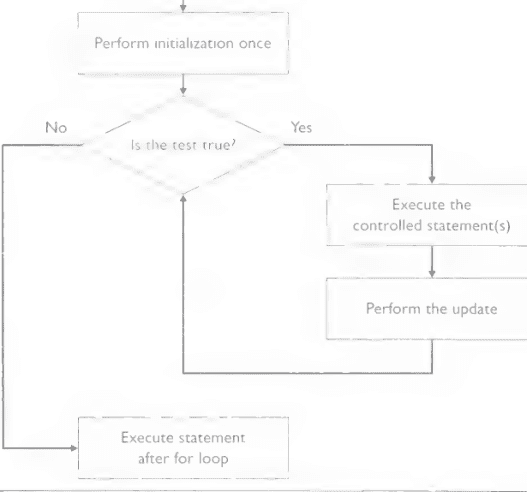 Perform initialization once
No
Is the test true?
Yes
Execute the
controlled statement(s)
Perform the update
Execute statement
after for loop